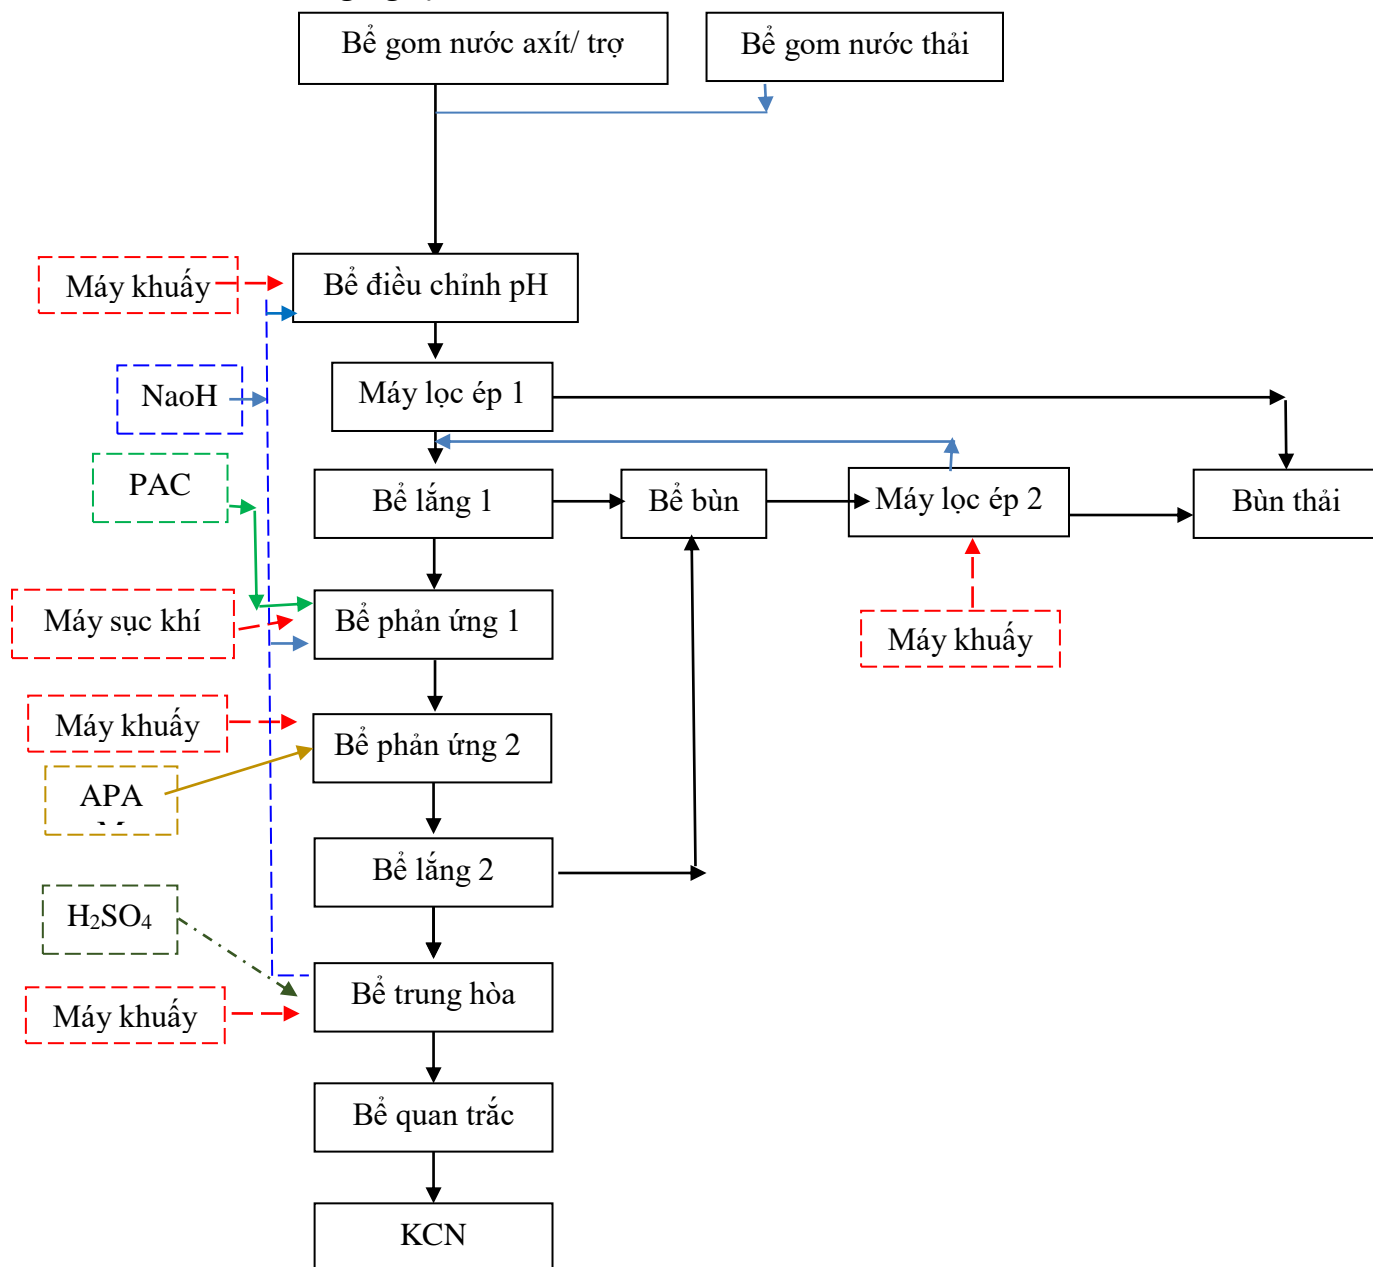 Bể gom nước axít/ trợ
Bể gom nước thải
Máy khuấy
Bể điều chỉnh pH
NaoH
Máy lọc ép 1
PAC
Bể lắng 1
Bể bùn
Máy lọc ép 2
Bùn thải
Máy sục khí
Bể phản ứng 1
Máy khuấy
Máy khuấy
Bể phản ứng 2
APA
Bể lắng 2
H₂SO₄
Bể trung hòa
Máy khuấy
Bể quan trắc
KCN